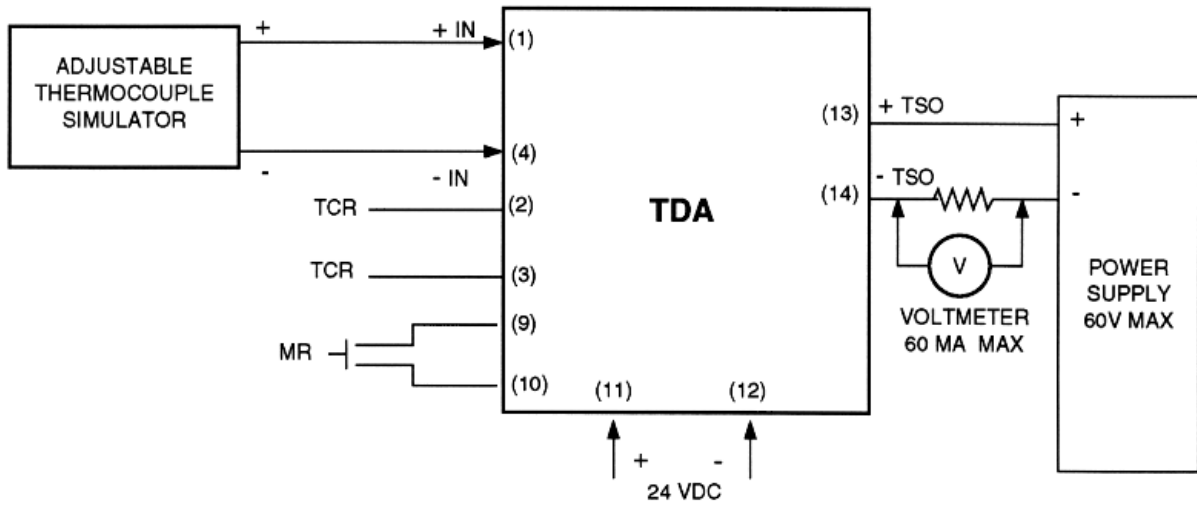 ADJUSTABLE
THERMOCOUPLE
SIMULATOR
+
+ IN
(1)
-
- IN
(4)
TCR
(2)
TCR
(3)
MR
(9)
(10)
TDA
(11)
(12)
+
-
24 VDC
(13)
+ TSO
+
(14)
- TSO
-
V
VOLTMETER
60 MA MAX
POWER
SUPPLY
60V MAX